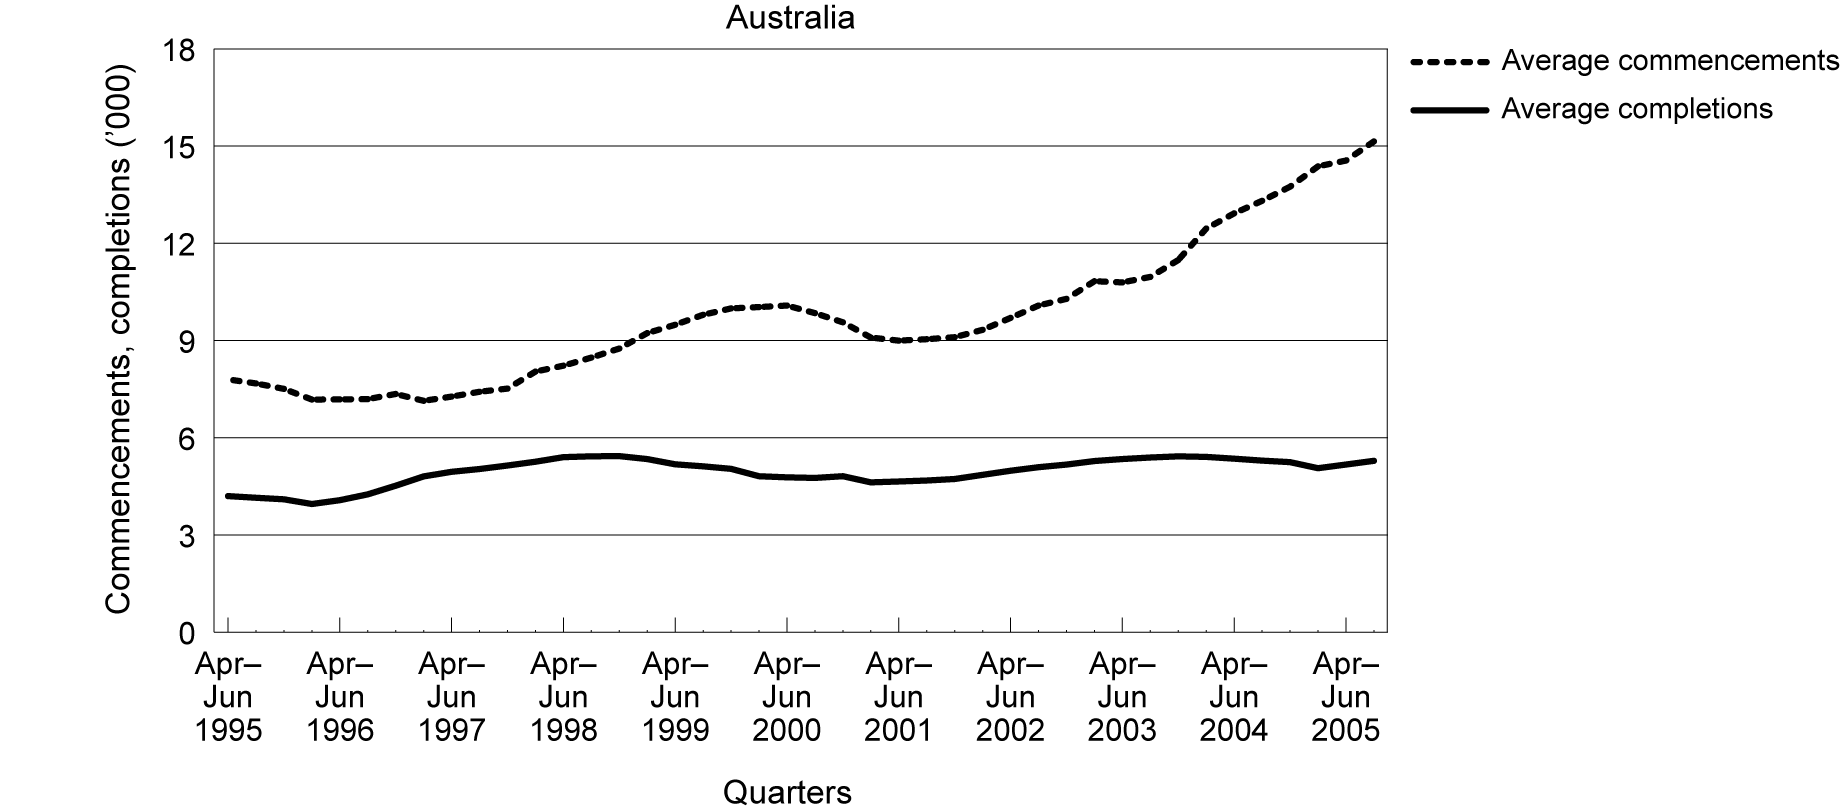 Australia
Commencements, completions (’000)
18
15
12
9
6
3
0
Average commencements
Average completions
Apr–
Jun
1995
Apr–
Jun
1996
Apr–
Jun
1997
Apr–
Jun
1998
Apr–
Jun
1999
Apr–
Jun
2000
Apr–
Jun
2001
Apr–
Jun
2002
Apr–
Jun
2003
Apr–
Jun
2004
Apr–
Jun
2005
Quarters